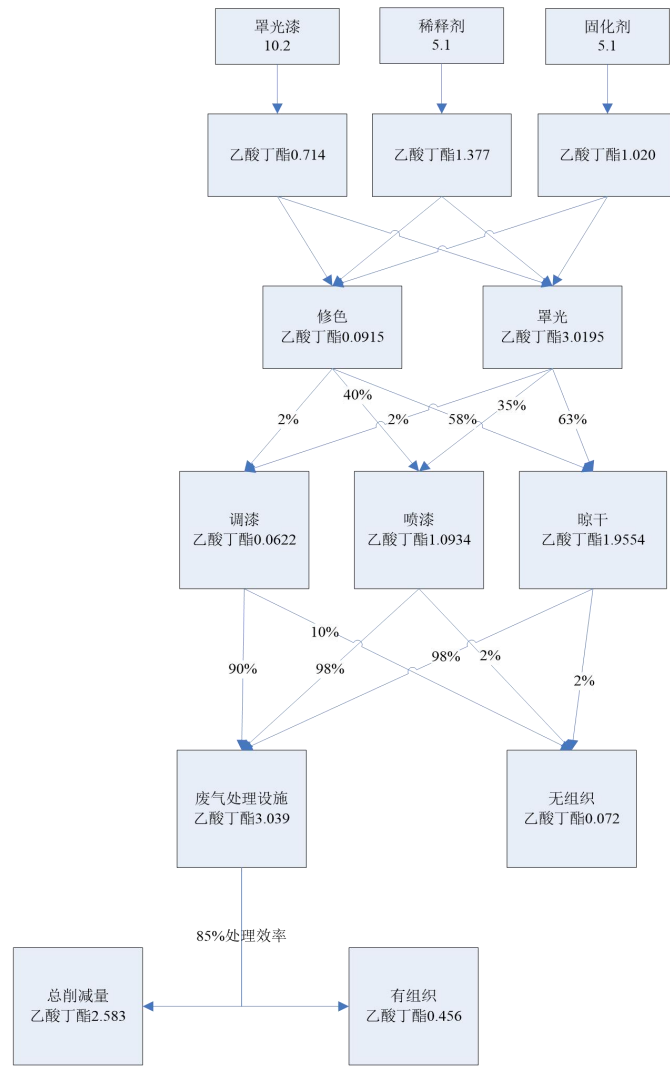 罩光漆
10.2
稀释剂
5.1
固化剂
5.1
乙酸丁酯0.714
乙酸丁酯1.377
乙酸丁酯1.020
修色
乙酸丁酯0.0915
罩光
乙酸丁酯3.0195
2%
40%
58%
2%
35%
63%
调漆
乙酸丁酯0.0622
喷漆
乙酸丁酯1.0934
晾干
乙酸丁酯1.9554
90%
10%
98%
98%
2%
2%
废气处理设施
乙酸丁酯3.039
无组织
乙酸丁酯0.072
85%处理效率
总削减量
乙酸丁酯2.583
有组织
乙酸丁酯0.456